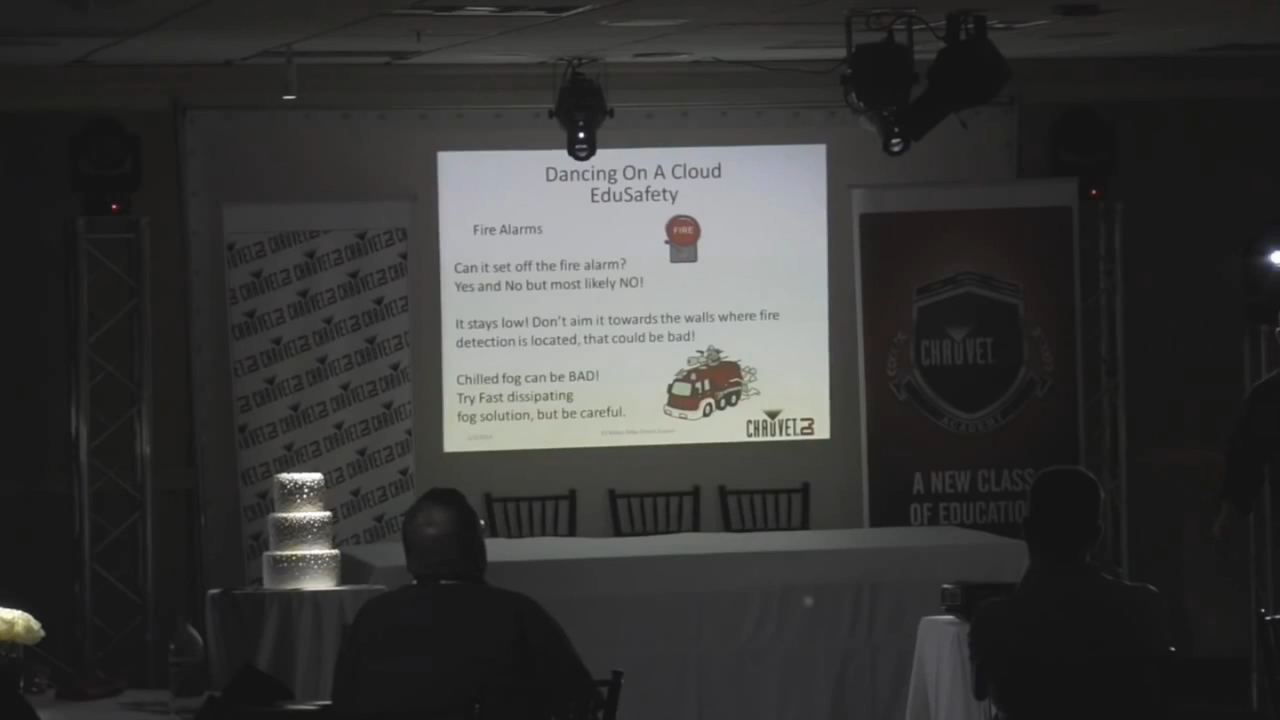 Dancing On A Cloud
EduSafety
Fire Alarms
FIRE
Can it set off the fire alarm?
Yes and No but most likely NO!
It stays low! Don't aim it towards the walls where fire
detection is located, that could be bad!
Chilled fog can be BAD!
Try Fast dissipating
fog solution, but be careful.
CHAUVET
CHAUVET
ACADEMY
A NEW CLASS
OF EDUCATIO